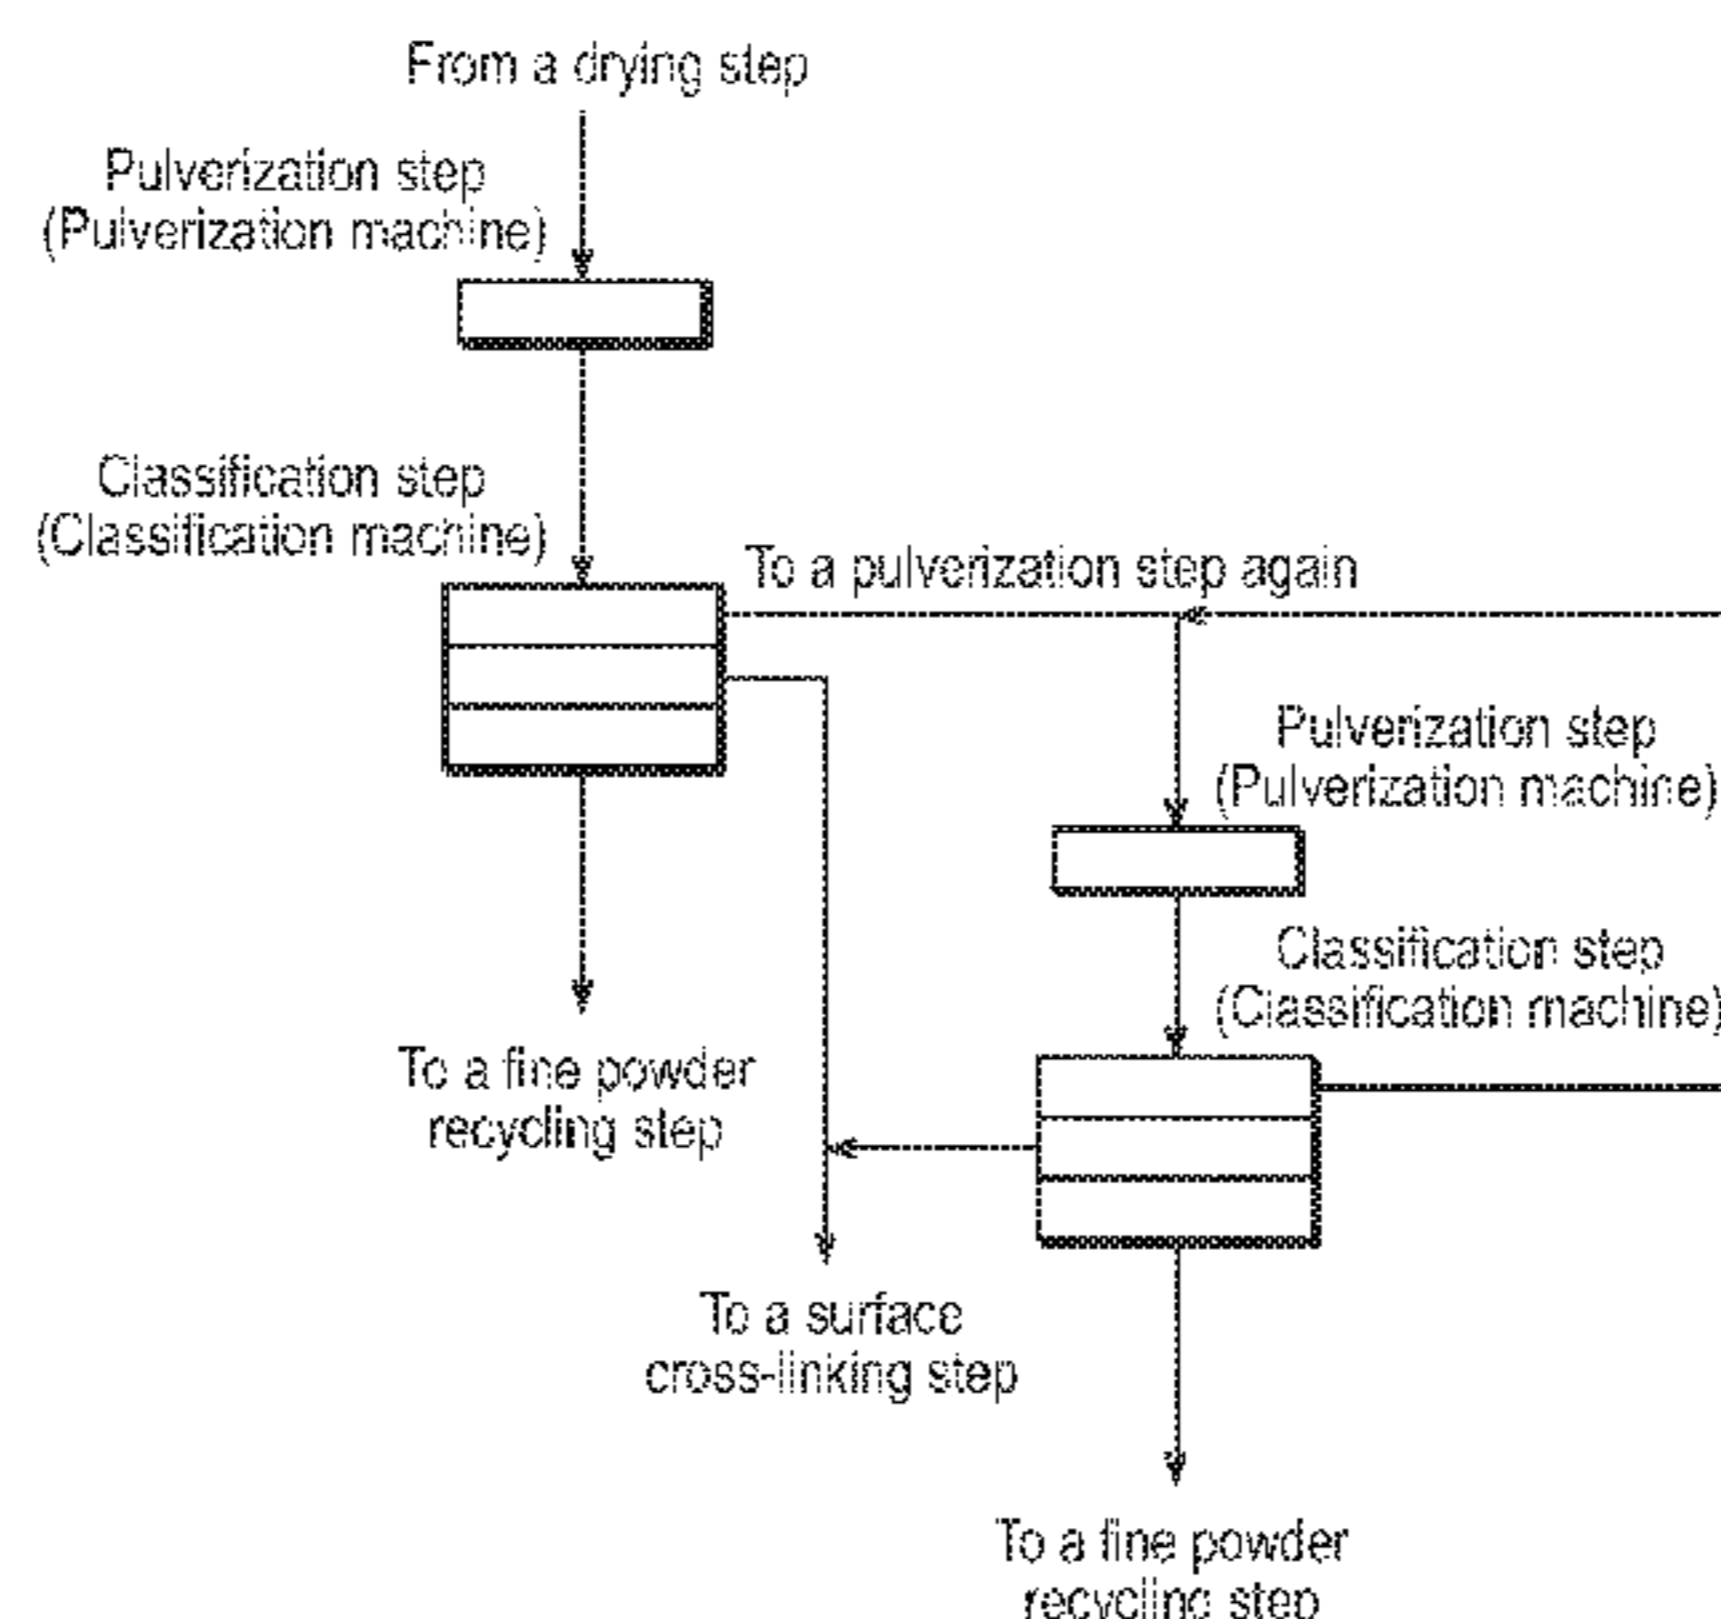 From a drying step
Pulverization step
(Pulverization machine)
Classification step
(Classification machine)
To a pulverization step again
Pulverization step
(Pulverization machine)
Classification step
(Classification machine)
To a fine powder
recycling step
To a surface
cross-linking step
To a fine powder
recycling step